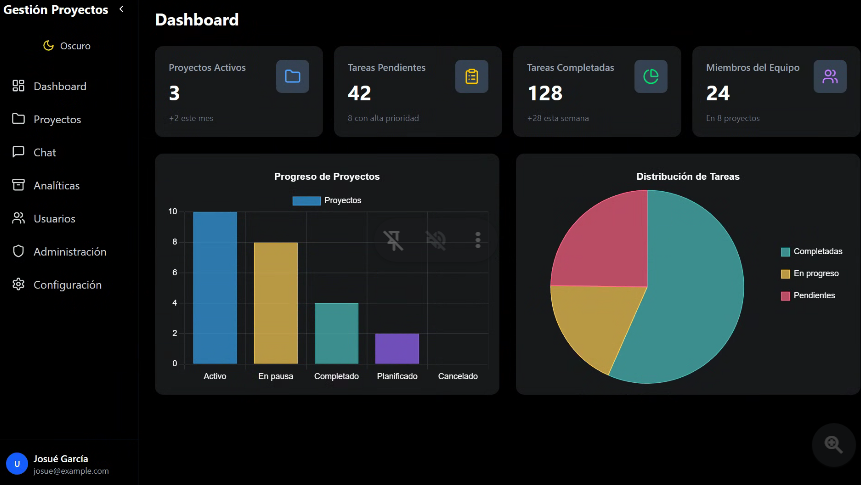 Gestión Proyectos
Oscuro
Dashboard
Proyectos
Chat
Analíticas
Usuarios
Administración
Configuración
U
Josué García
josue@example.com
Dashboard
Proyectos Activos
3
+2 este mes
Tareas Pendientes
42
8 con alta prioridad
Tareas Completadas
128
+28 esta semana
Miembros del Equipo
24
En 8 proyectos
Progreso de Proyectos
Proyectos
10
8
6
4
2
0
Activo
En pausa
Completado
Planificado
Cancelado
Distribución de Tareas
Completadas
En progreso
Pendientes